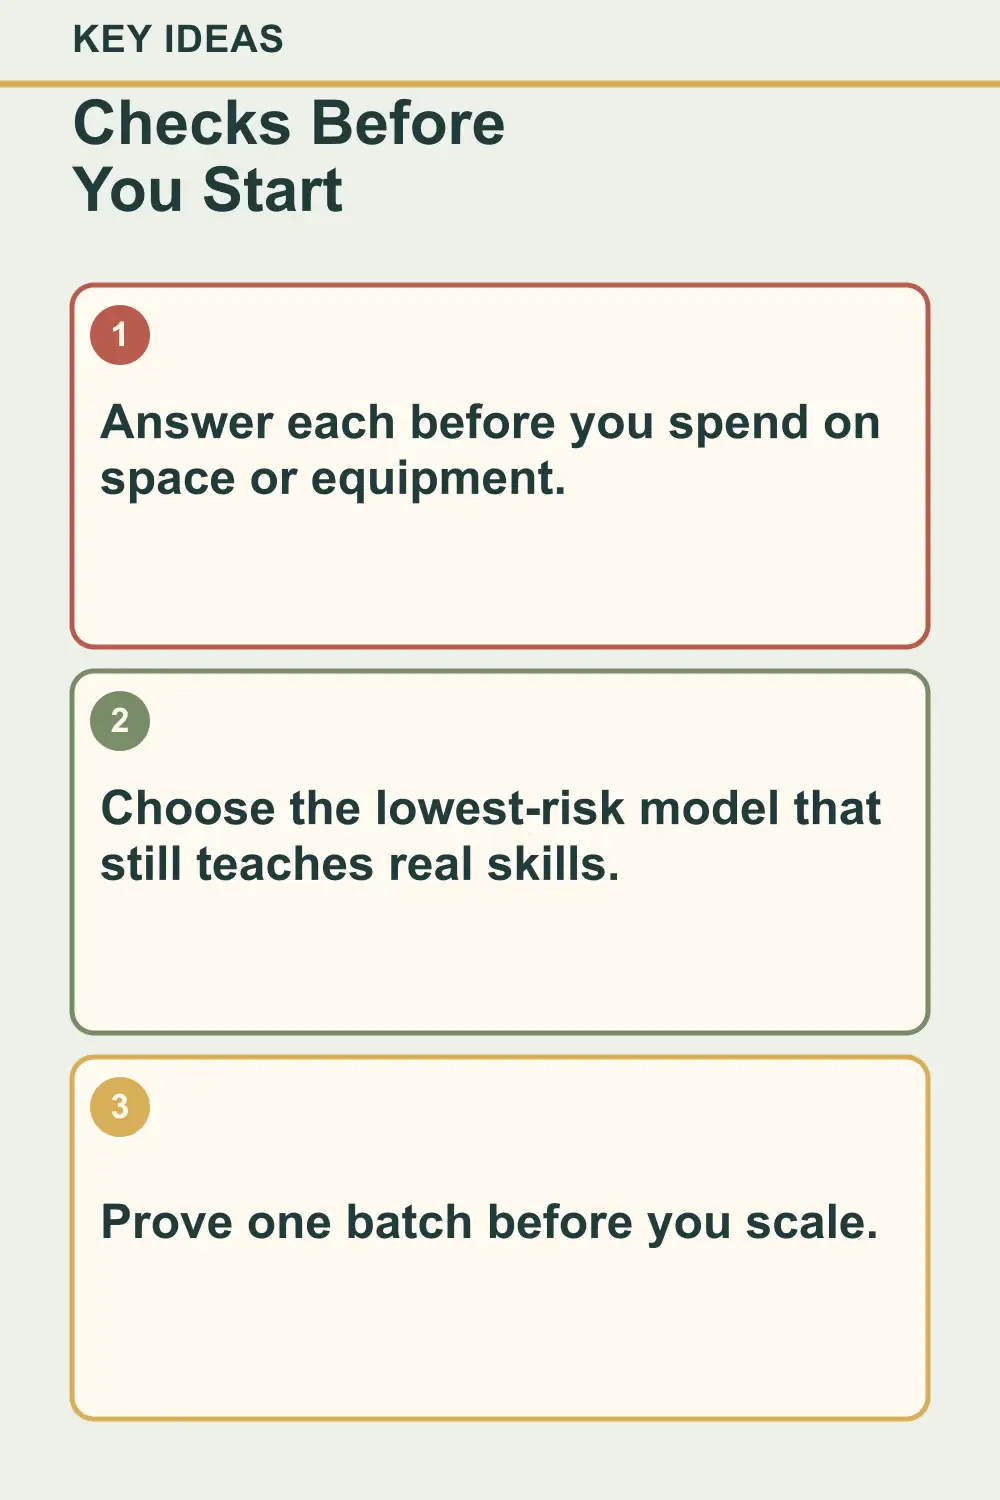 KEY IDEAS
Checks Before
You Start
1
Answer each before you spend on
space or equipment.
2
Choose the lowest-risk model that
still teaches real skills.
3
Prove one batch before you scale.